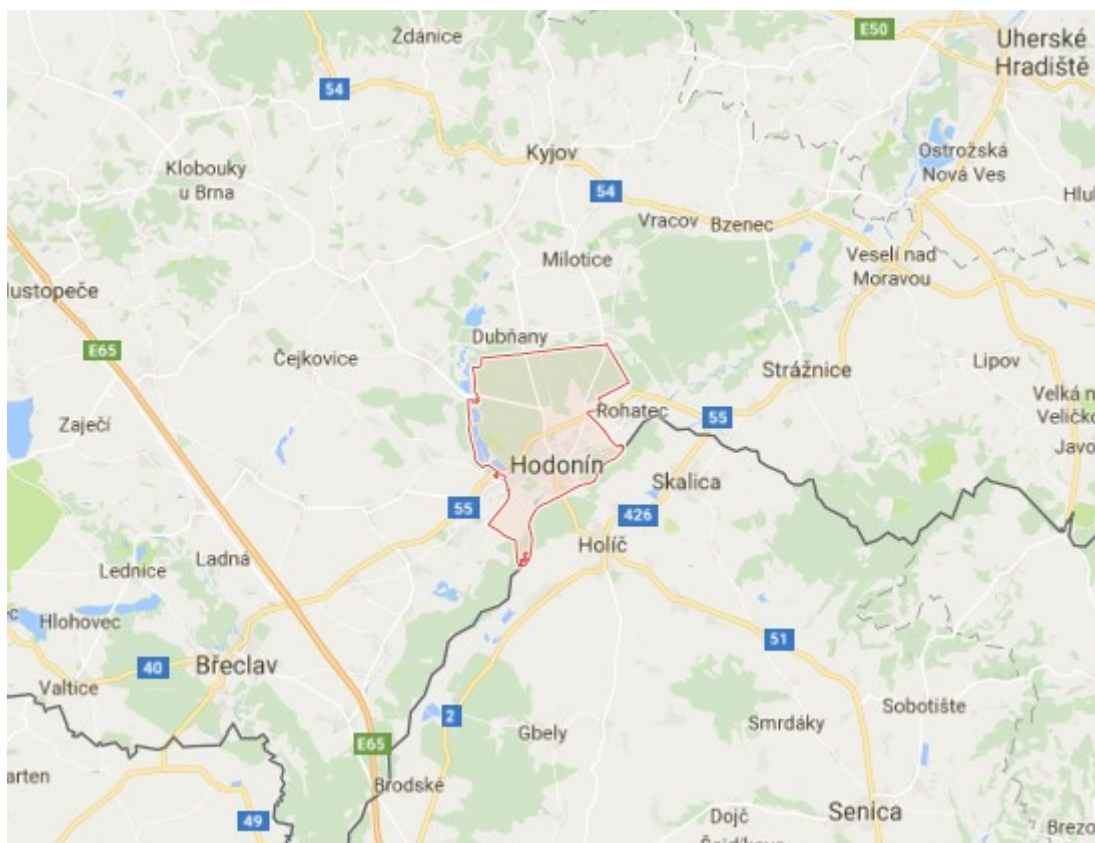 Ždánice
E50
Uherské
Hradiště
54
Kyjov
Klobouky
u Brna
Ostrožská
Nová Ves
54
Vracov
Bzenec
Milotice
Veselí nad
Moravou
E65
Dubňany
Čejkovice
Strážnice
Lipov
Zaječí
Rohatec
55
Hodonín
Skalica
55
426
Holíč
Ladná
Lednice
Hlohovec
51
40
Břeclav
Valtice
2
Sobotiště
Smrdáky
Gbely
E65
Brodské
49
Dojč
Senica